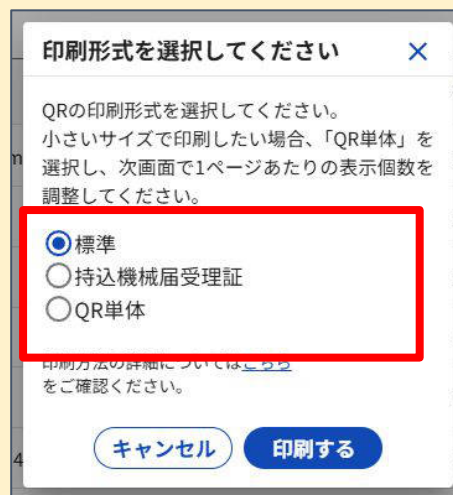 印刷形式を選択してください
QRの印刷形式を選択してください。
小さいサイズで印刷したい場合、「QR単体」を
選択し、次画面で1ページあたりの表示個数を
調整してください。
標準
持込機械届受理証
QR単体
印刷方法の詳細についてはこちら
をご確認ください。
キャンセル
印刷する